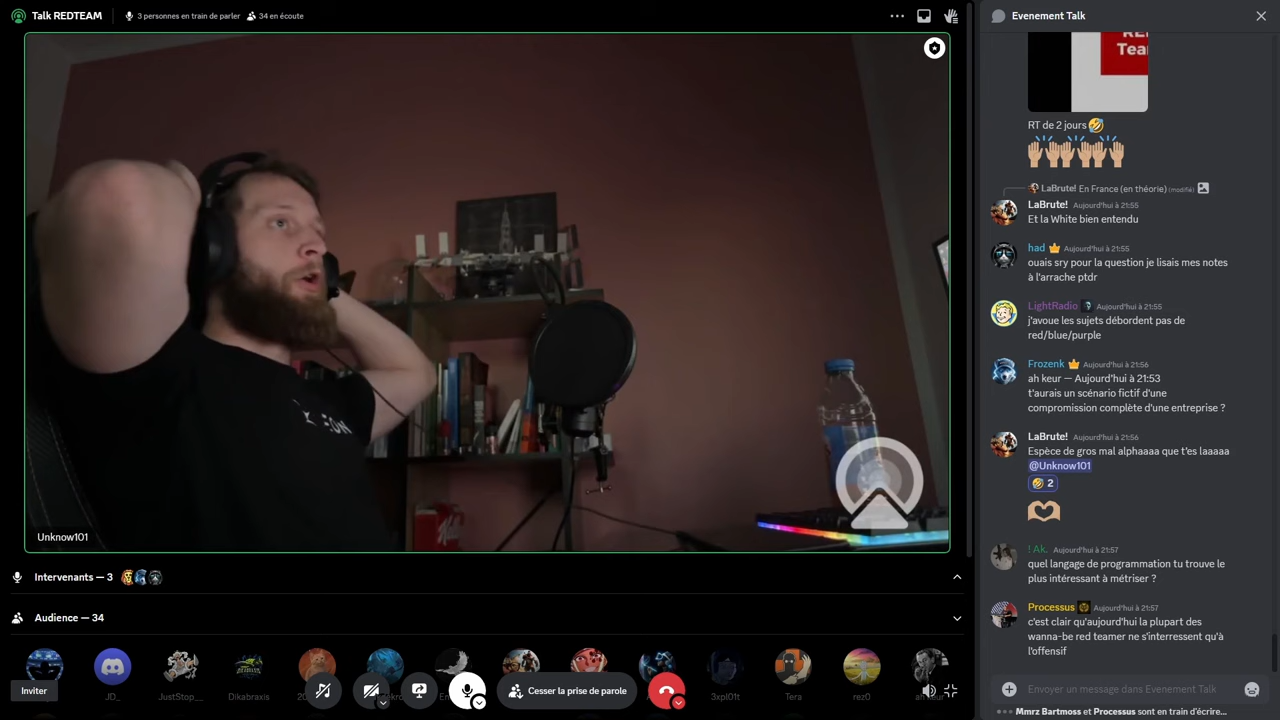 Talk REDTEAM
3 personnes en train de parler
34 en écoute
Evenement Talk
Unknow101
Intervenants — 3
Audience — 34
JD_
JustStop_
Dikabraxis
3xpl01t
Tera
rez0
Inviter
Cesser la prise de parole
RT de 2 jours 🤣
LaBrute! En France (en théorie) (modifié)
LaBrute! Aujourd'hui à 21:55
Et la White bien entendu
had Aujourd'hui à 21:55
ouais sry pour la question je lisais mes notes
à l'arrache ptdr
LightRadio Aujourd'hui à 21:55
j'avoue les sujets débordent pas de
red/blue/purple
Frozenk Aujourd'hui à 21:56
ah keur — Aujourd'hui à 21:53
t'aurais un scénario fictif d'une
compromission complète d'une entreprise ?
LaBrute! Aujourd'hui à 21:56
Espèce de gros mal alphaaaa que t'es laaaaa
@Unknow101
2
! Ak. Aujourd'hui à 21:57
quel langage de programmation tu trouve le
plus intéressant à métriser ?
Processus Aujourd'hui à 21:57
c'est clair qu'aujourd'hui la plupart des
wanna-be red teamer ne s'interressent qu'à
l'offensif
Envoyer un message dans Evenement Talk
Mmrz Bartmoss et Processus sont en train d'écrire...